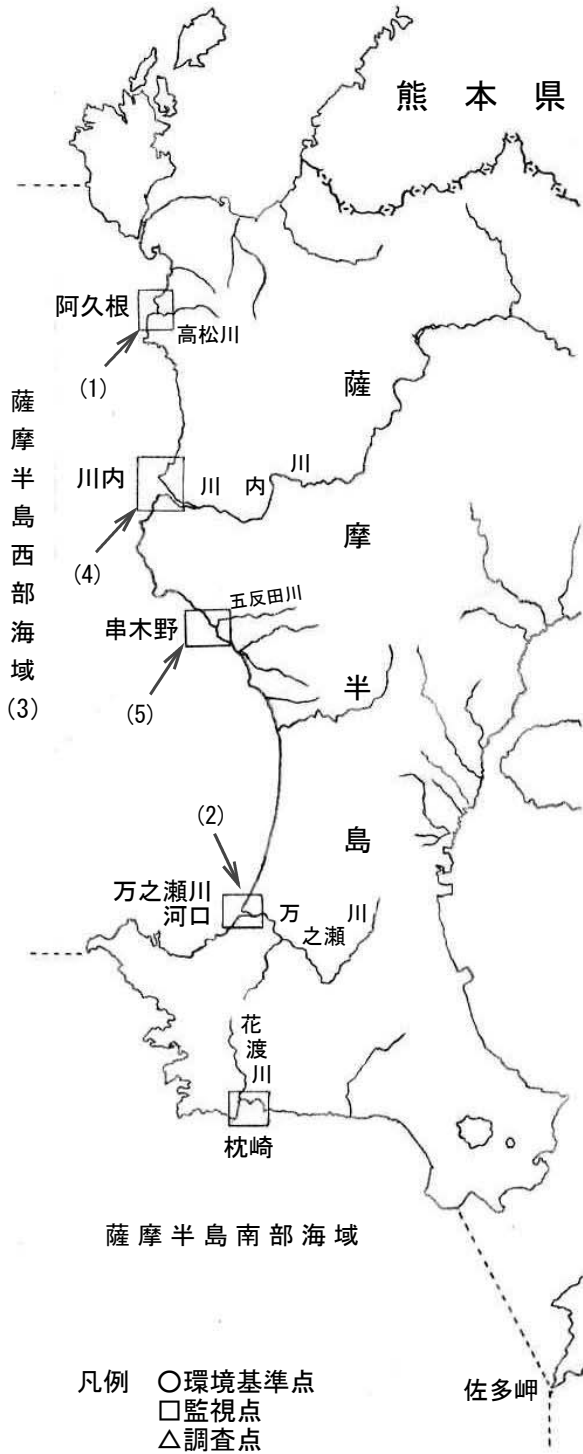 熊本県
阿久根
高松川
(1)
薩摩半島西部海域
(3)
川内
川内川
(4)
薩摩半島
五反田川
串木野
(5)
(2)
万之瀬川
河口
万之瀬川
花渡川
枕崎
薩摩半島南部海域
佐多岬
凡例 ○環境基準点
□監視点
△調査点